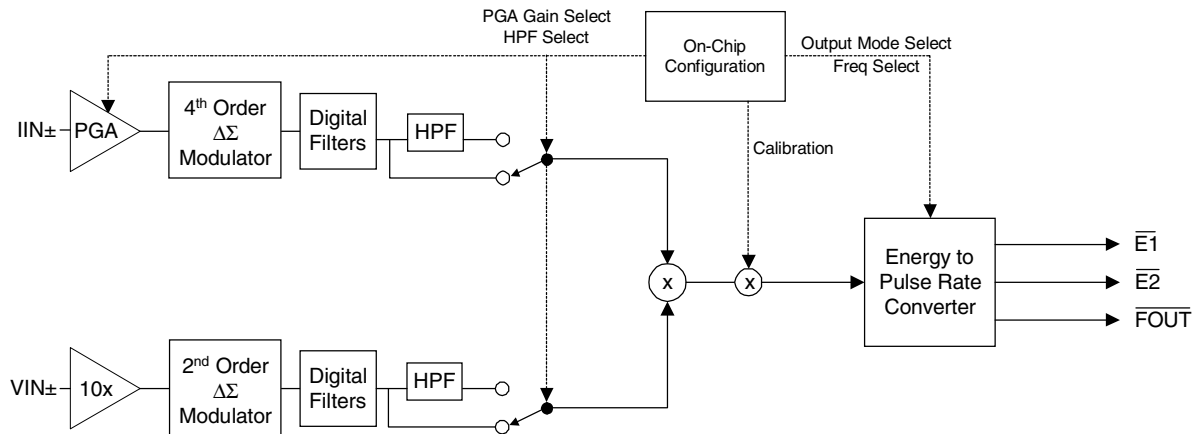 PGA Gain Select
HPF Select
On-Chip
Configuration
Output Mode Select
Freq Select
IIN±
PGA
4th Order
ΔΣ
Modulator
Digital
Filters
HPF
Calibration
x
x
Energy to
Pulse Rate
Converter
E1
E2
FOUT
VIN±
10x
2nd Order
ΔΣ
Modulator
Digital
Filters
HPF